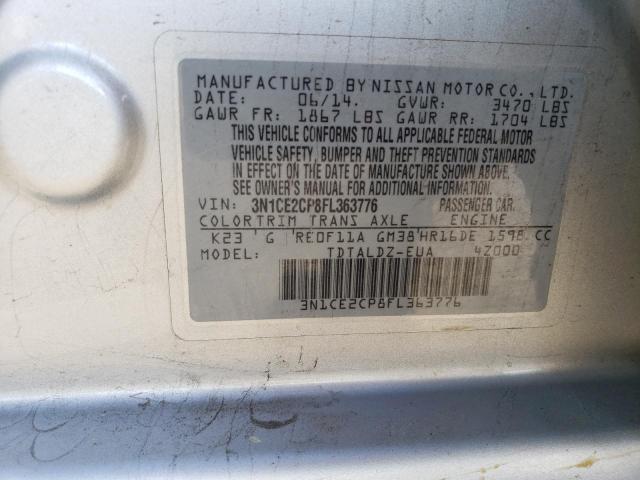 MANUFACTURED BY NISSAN MOTOR CO., LTD.
DATE: 06/14. GVWR: 3470 LBS
GAWR FR: 1867 LBS GAWR RR: 1704 LBS
THIS VEHICLE CONFORMS TO ALL APPLICABLE FEDERAL MOTOR
VEHICLE SAFETY, BUMPER AND THEFT PREVENTION STANDARDS
IN EFFECT ON THE DATE OF MANUFACTURE SHOWN ABOVE.
SEE OWNER'S MANUAL FOR ADDITIONAL INFORMATION.
VIN: 3N1CE2CP8FL363776 PASSENGER CAR.
COLOR TRIM TRANS AXLE ENGINE
K23 G RE0F11A GM38 HR16DE 1598 CC
MODEL: TDTALDZ-EUA 4Z000
3N1CE2CP8FL363776